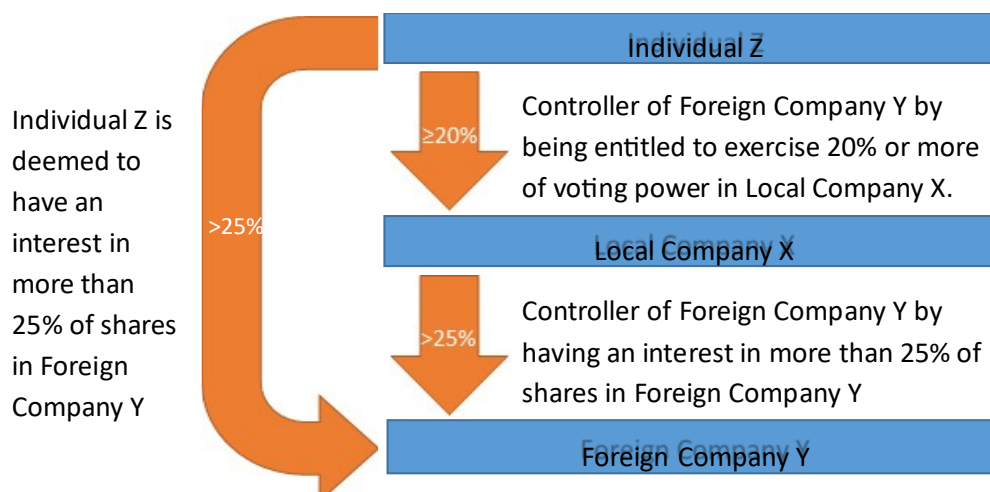 Individual Z
Individual Z is
deemed to
have an
interest in
more than
25% of shares
in Foreign
Company Y
>25%
≥20%
Controller of Foreign Company Y by
being entitled to exercise 20% or more
of voting power in Local Company X.
Local Company X
>25%
Controller of Foreign Company Y by
having an interest in more than 25% of
shares in Foreign Company Y
Foreign Company Y